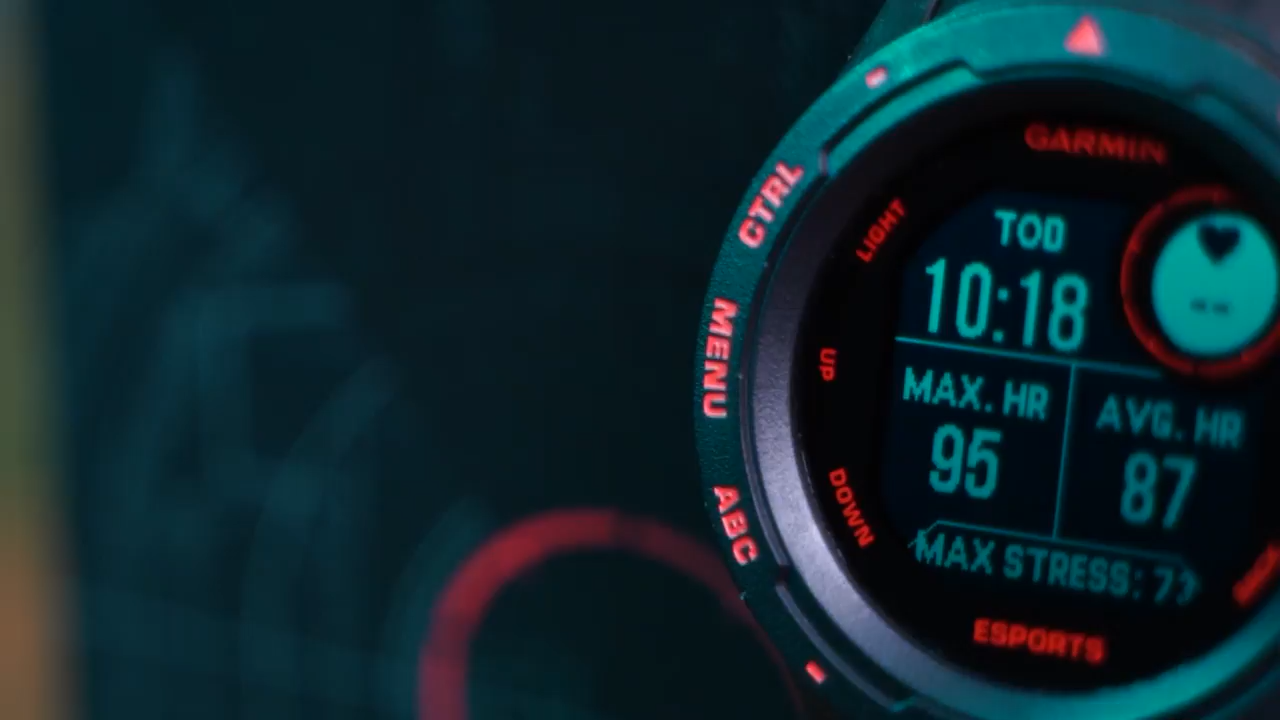 GARMIN
CTRL
LIGHT
TOD
10:18
MENU
UP
MAX. HR
AVG. HR
95
87
ABC
DOWN
MAX STRESS:
ESPORTS